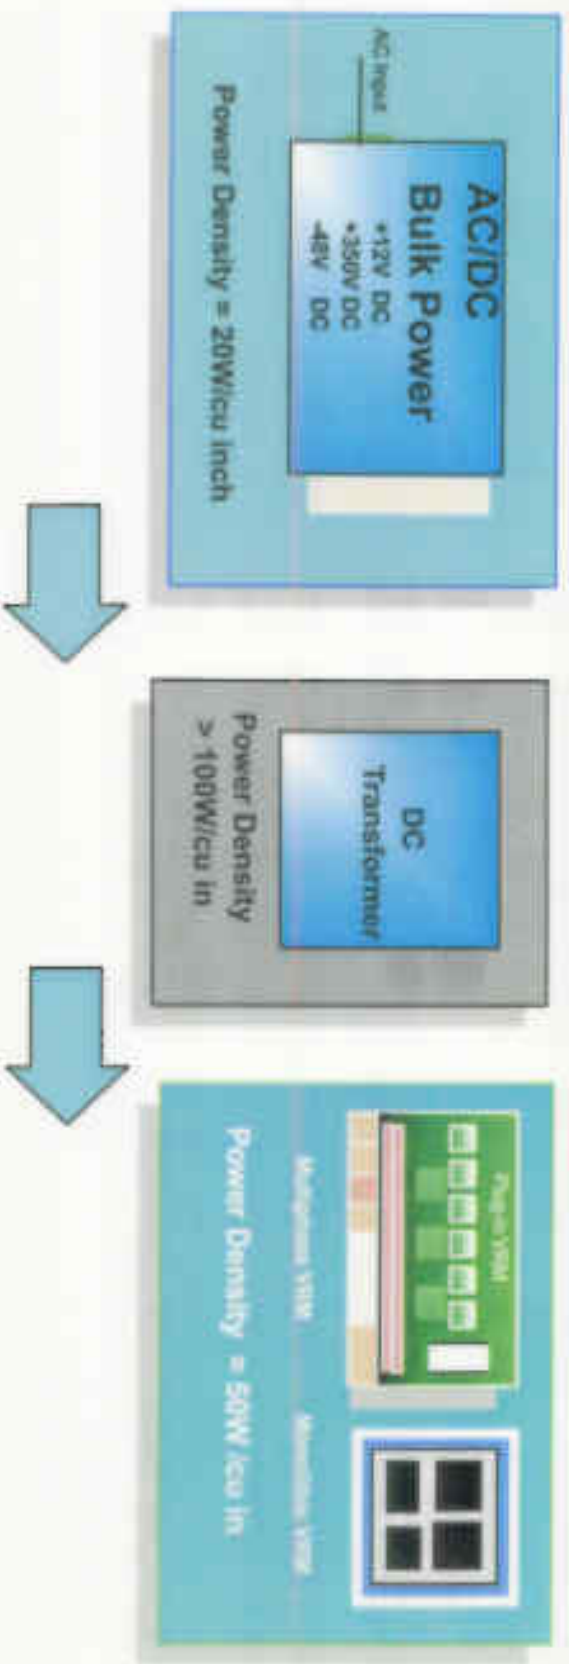 AC/DC
Bulk Power
+12V DC
+350V DC
-48V DC
AC Input
Power Density = 20W/cu inch
DC
Transformer
Power Density
> 100W/cu in
Plug-in VRM
Multiphase VRM
Monolithic VRM
Power Density = 50W /cu in